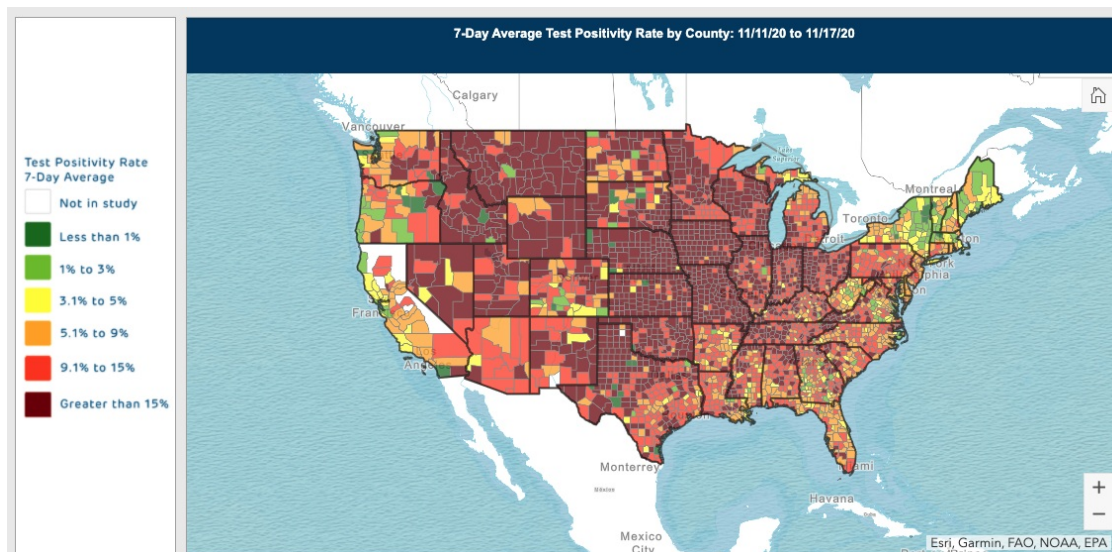 7-Day Average Test Positivity Rate by County: 11/11/20 to 11/17/20
Test Positivity Rate
7-Day Average
Not in study
Less than 1%
1% to 3%
3.1% to 5%
5.1% to 9%
9.1% to 15%
Greater than 15%
Calgary
Vancouver
Montreal
Toronto
Monterrey
Havana
Mexico
City
+
−
Esri, Garmin, FAO, NOAA, EPA